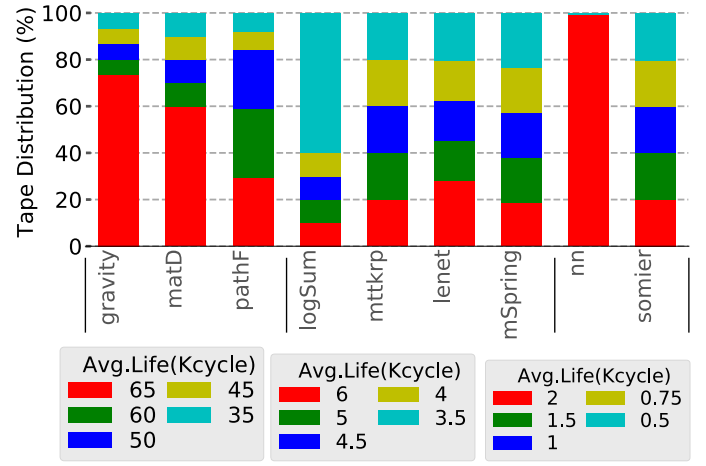 Tape Distribution (%)
100
80
60
40
20
0
gravity
matD
pathF
logSum
mttkrp
lenet
mSpring
nn
somier
Avg.Life(Kcycle)
65 45
60 35
50
Avg.Life(Kcycle)
6 4
5 3.5
4.5
Avg.Life(Kcycle)
2 0.75
1.5 0.5
1